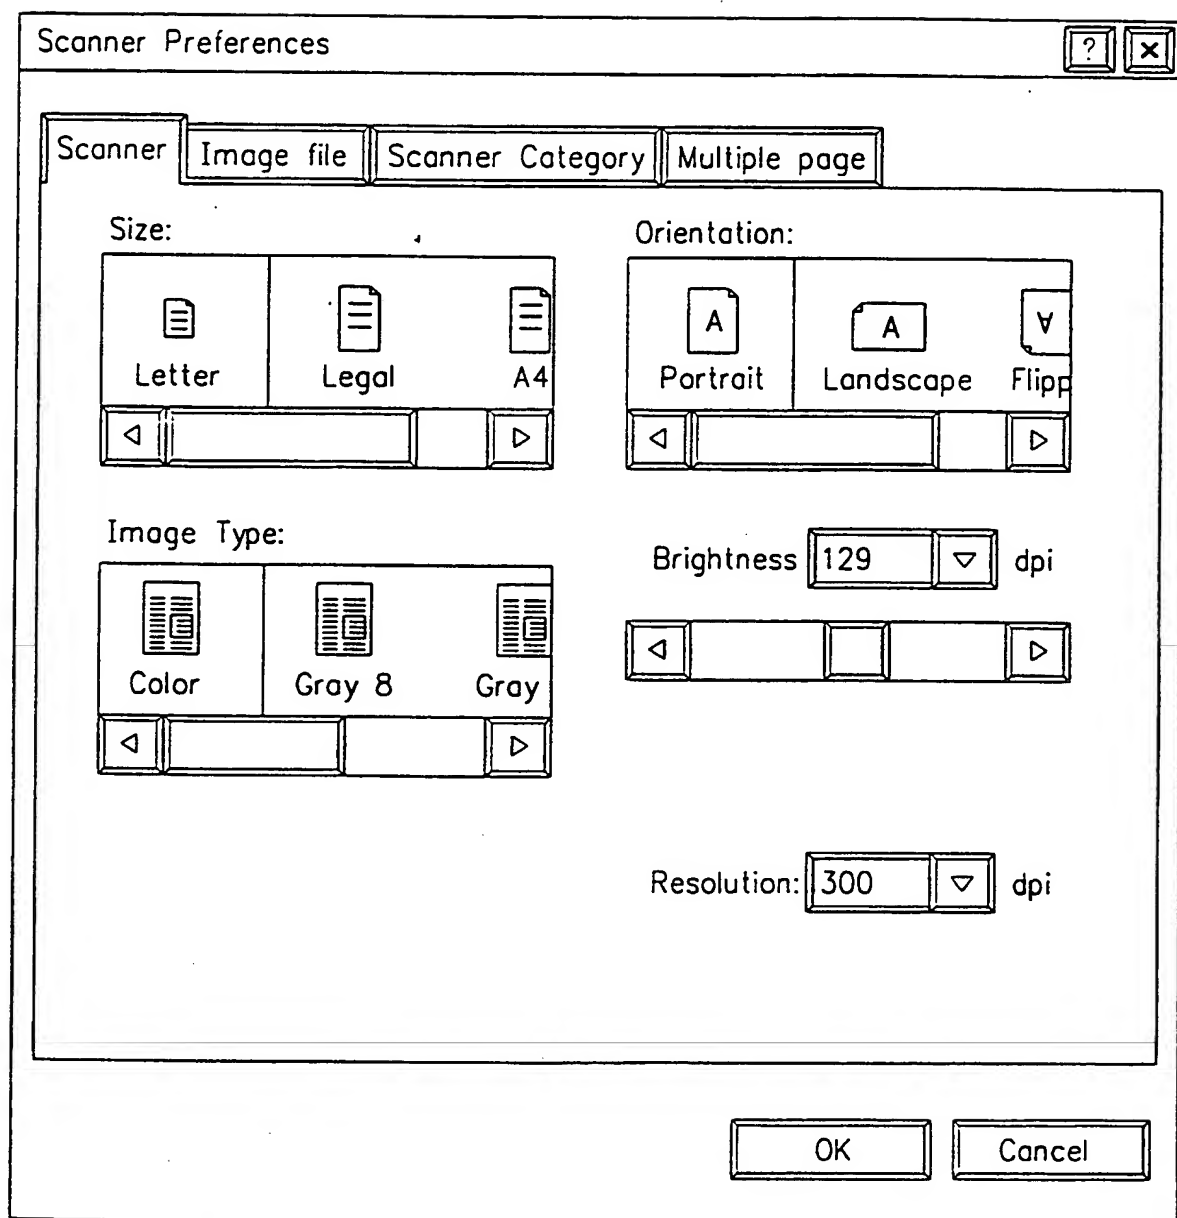 Scanner Preferences ?
Scanner Image file Scanner Category Multiple page
Size: Orientation:
A A A
Letter Legal A4 Portrait Landscape Flipp
Image Type:
Brightness 129 dpi
Color Gray 8 Gray
Resolution: 300 dpi
OK Cancel